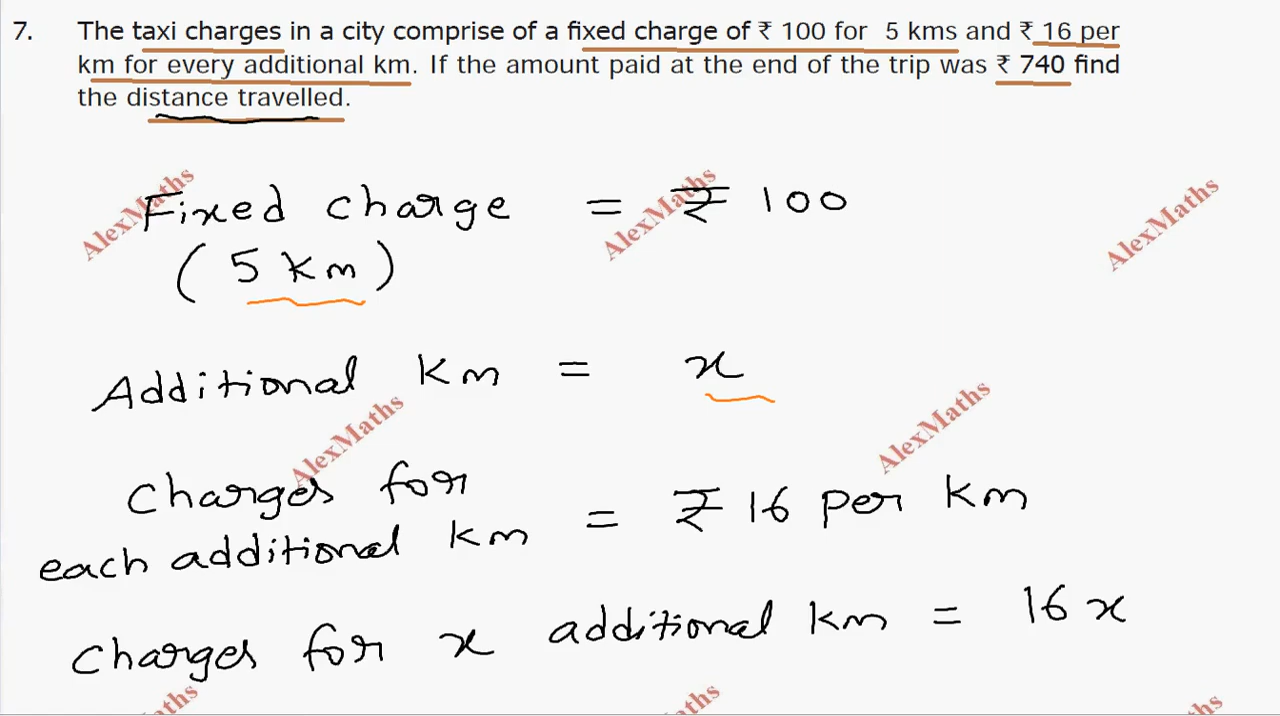 7. The taxi charges in a city comprise of a fixed charge of ₹ 100 for 5 kms and ₹ 16 per
km for every additional km. If the amount paid at the end of the trip was ₹ 740 find
the distance travelled.
AlexMaths AlexMaths AlexMaths
Fixed charge = ₹ 100
(5 km)
Additional km = x
AlexMaths AlexMaths
charges for
each additional km = ₹ 16 per km
charges for x additional km = 16 x